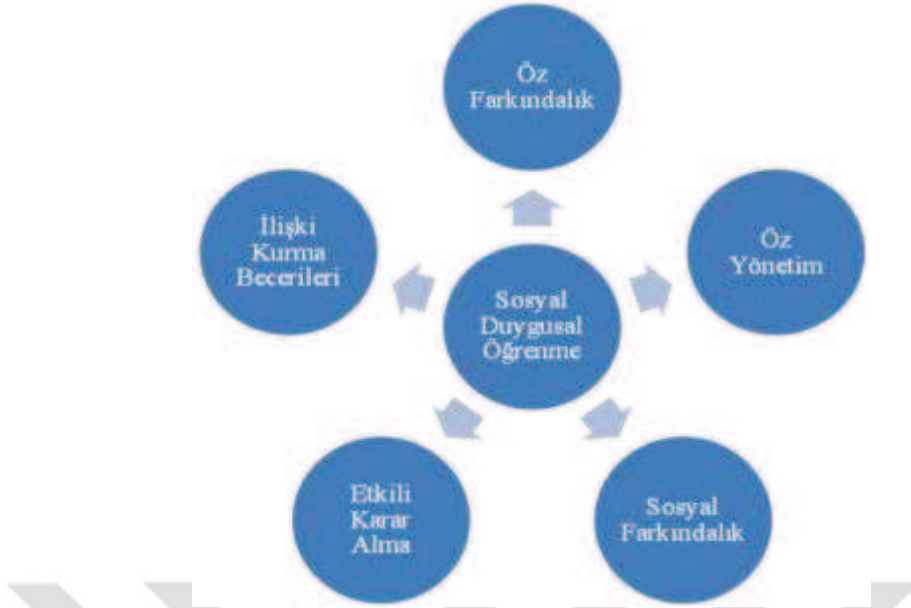 Öz
Farkındalık
İlişki
Kurma
Becerileri
Öz
Yönetim
Sosyal
Duygusal
Öğrenme
Etkili
Karar
Alma
Sosyal
Farkındalık